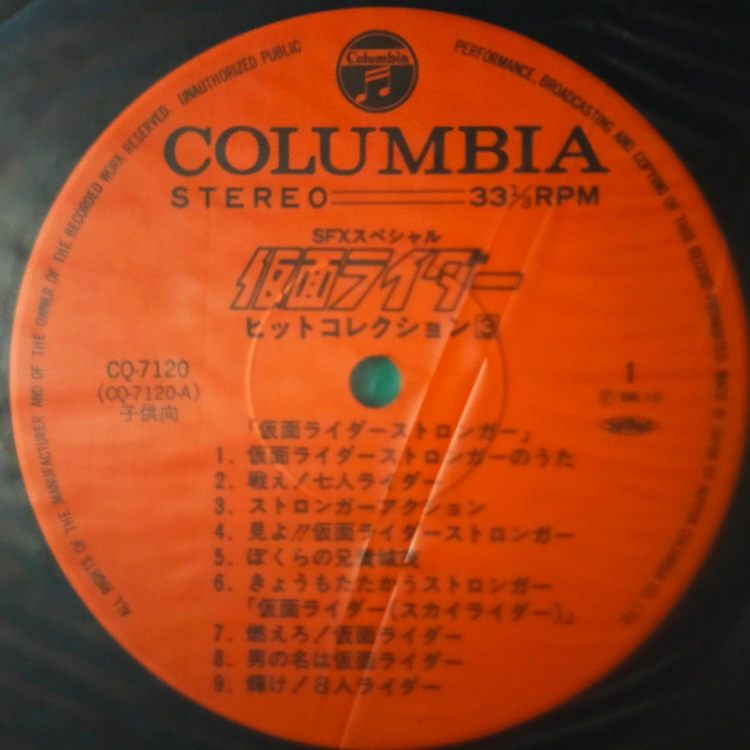 ALL RIGHTS OF THE MANUFACTURER AND OF THE OWNER OF THE RECORDED WORK RESERVED. UNAUTHORIZED PUBLIC
PERFORMANCE, BROADCASTING AND COPYING OF THIS RECORD PROHIBITED MADE IN JAPAN BY NIPPON COLUMBIA CO., LTD.
Columbia
COLUMBIA
STEREO 33⅓RPM
SFXスペシャル
仮面ライダー
ヒットコレクション3
CQ-7120
(CQ-7120-A)
子供向
1
「仮面ライダーストロンガー」
1. 仮面ライダーストロンガーのうた
2. 戦え!七人ライダー
3. ストロンガーアクション
4. 見よ!!仮面ライダーストロンガー
5. ぼくらの兄貴城茂
6. きょうもたたかうストロンガー
「仮面ライダー(スカイライダー)」
7. 燃えろ!仮面ライダー
8. 男の名は仮面ライダー
9. 輝け!8人ライダー